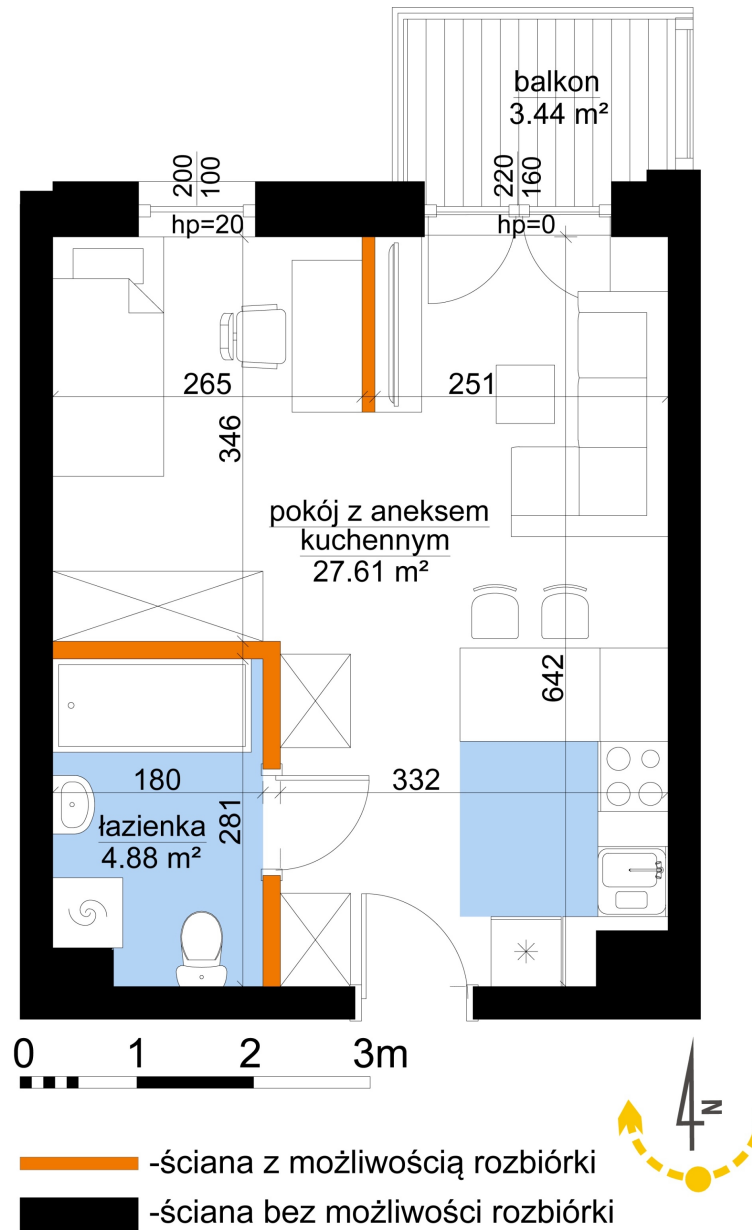 balkon
3.44 m²
200
100
220
160
hp=20
hp=0
265
251
346
pokój z aneksem
kuchennym
27.61 m²
642
180
332
łazienka
4.88 m²
281
0 1 2 3m
N
-ściana z możliwością rozbiórki
-ściana bez możliwości rozbiórki